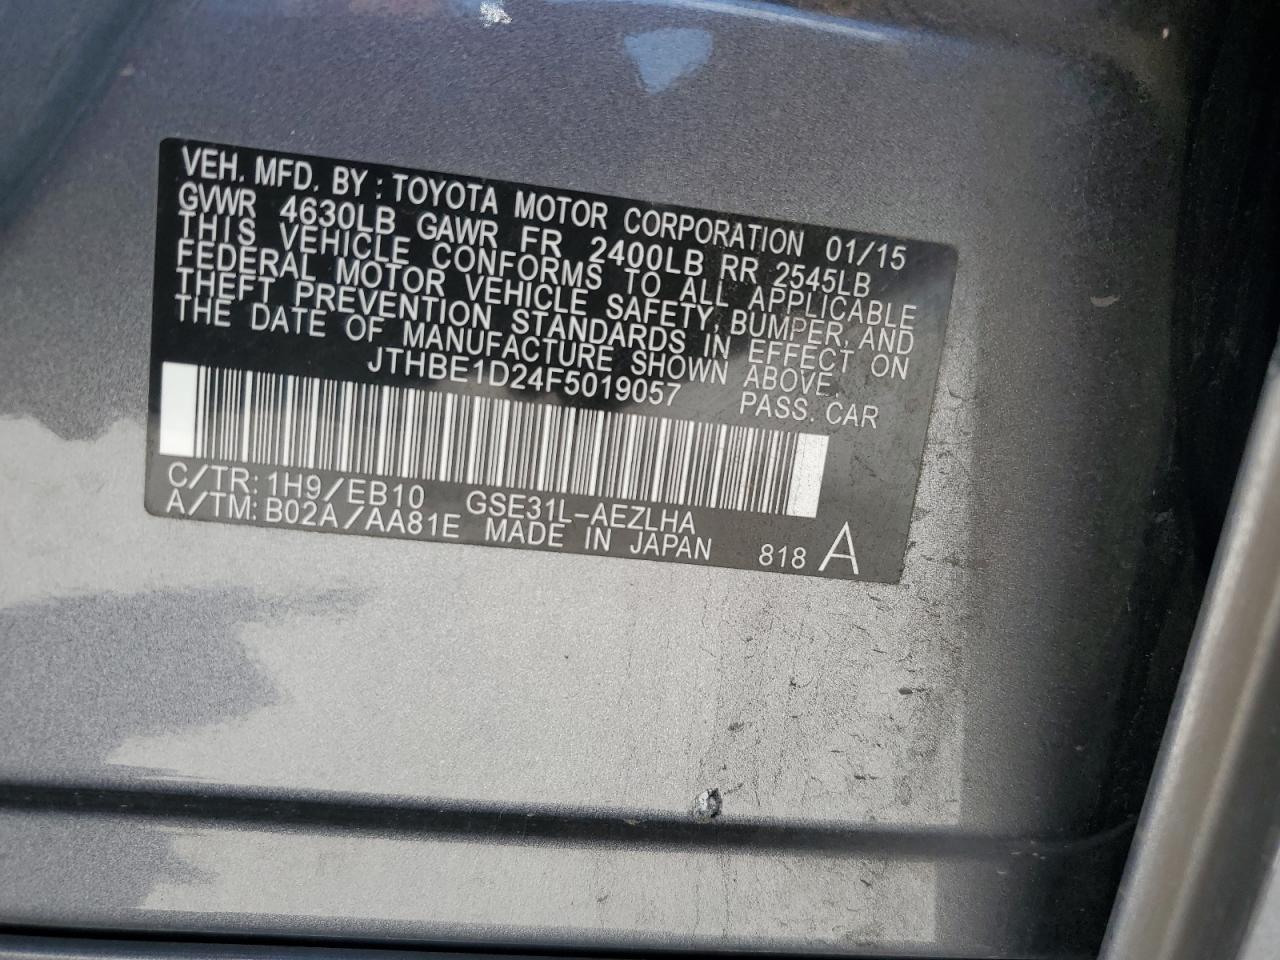 VEH. MFD. BY : TOYOTA MOTOR CORPORATION 01/15
GVWR 4630LB GAWR FR 2400LB RR 2545LB
THIS VEHICLE CONFORMS TO ALL APPLICABLE
FEDERAL MOTOR VEHICLE SAFETY, BUMPER, AND
THEFT PREVENTION STANDARDS IN EFFECT ON
THE DATE OF MANUFACTURE SHOWN ABOVE.
JTHBE1D24F5019057 PASS. CAR
C/TR: 1H9/EB10 GSE31L-AEZLHA
A/TM: B02A/AA81E MADE IN JAPAN 818 A